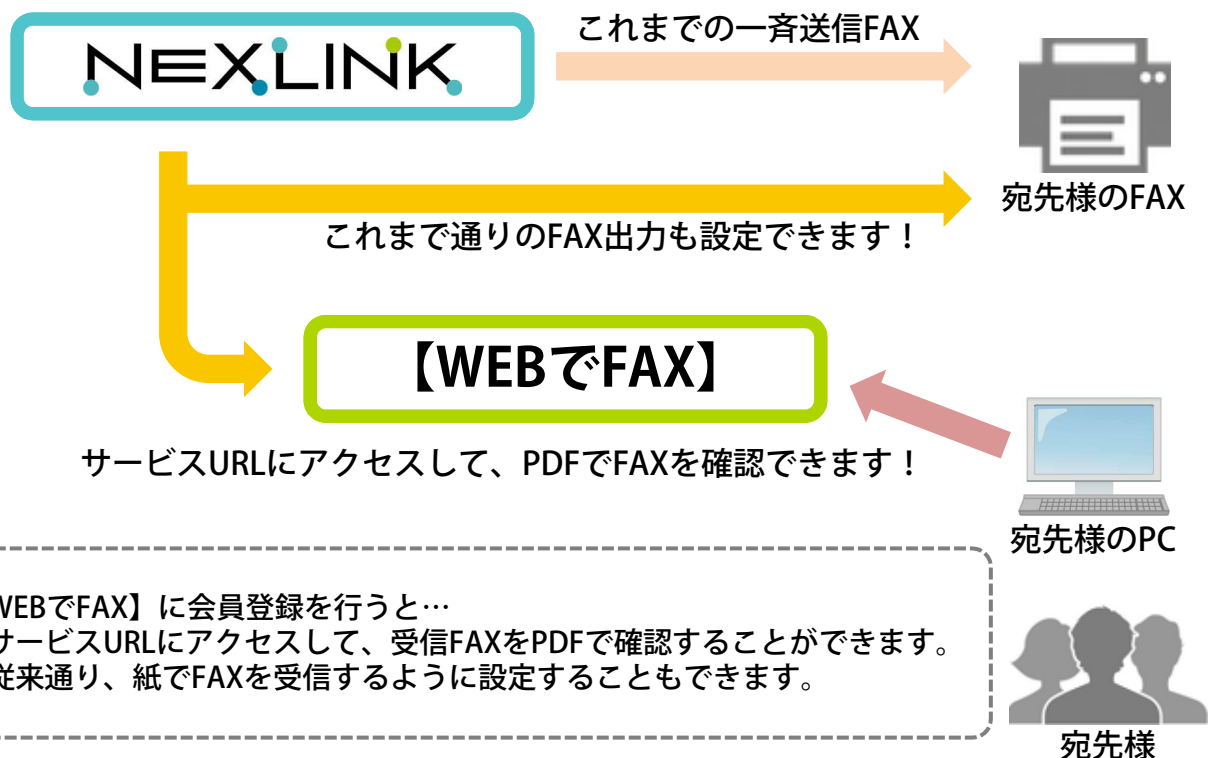 NEXLINK
これまでの一斉送信FAX
宛先様のFAX
これまで通りのFAX出力も設定できます！
【WEBでFAX】
サービスURLにアクセスして、PDFでFAXを確認できます！
宛先様のPC
WEBでFAX】に会員登録を行うと…
サービスURLにアクセスして、受信FAXをPDFで確認することができます。
従来通り、紙でFAXを受信するように設定することもできます。
宛先様